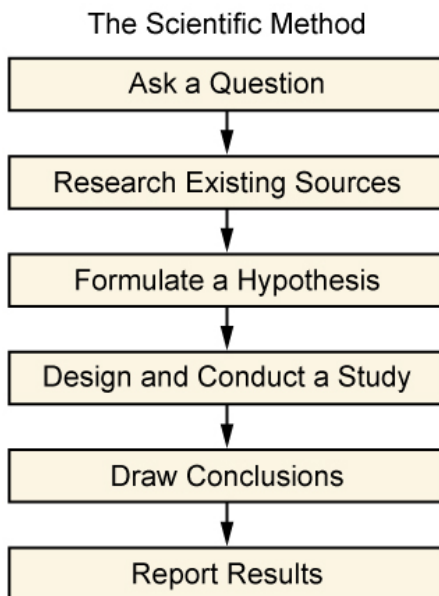 The Scientific Method
Ask a Question
Research Existing Sources
Formulate a Hypothesis
Design and Conduct a Study
Draw Conclusions
Report Results